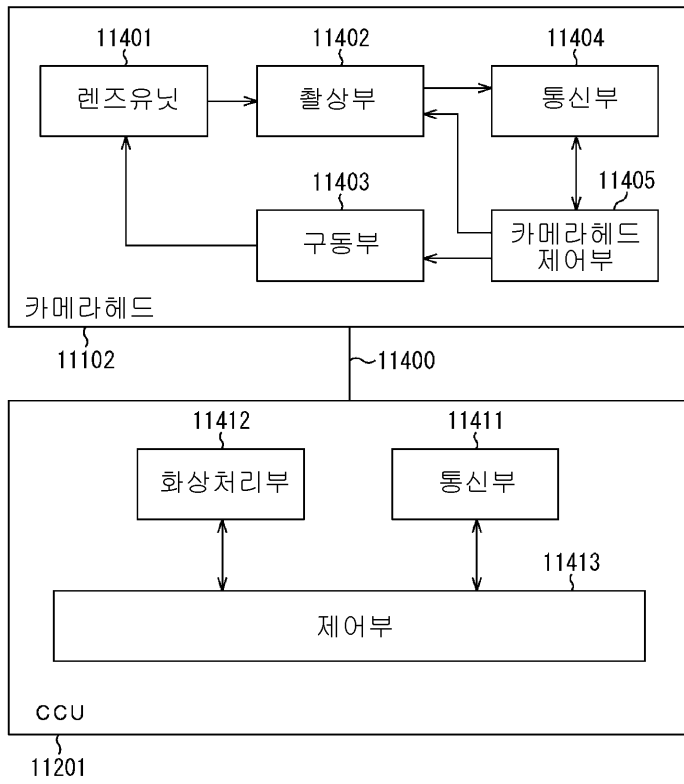 11401
11402
11404
렌즈유닛
촬상부
통신부
11403
11405
구동부
카메라헤드
제어부
카메라헤드
11102
11400
11412
11411
화상처리부
통신부
11413
제어부
CCU
11201